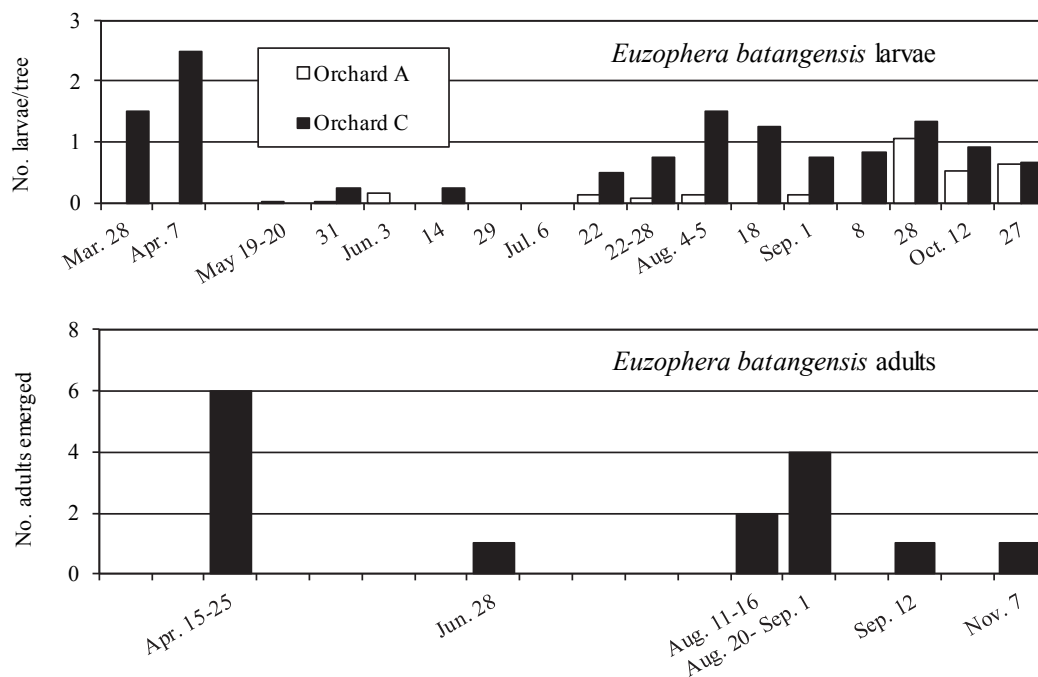 Euzophera batangensis larvae
No. larvae/tree
3
2
1
0
Orchard A
Orchard C
Mar. 28
Apr. 7
May 19-20
31
Jun. 3
14
29
Jul. 6
22
22-28
Aug. 4-5
18
Sep. 1
8
28
Oct. 12
27
Euzophera batangensis adults
No. adults emerged
8
6
4
2
0
Apr. 15-25
Jun. 28
Aug. 11-16
Aug. 20- Sep. 1
Sep. 12
Nov. 7